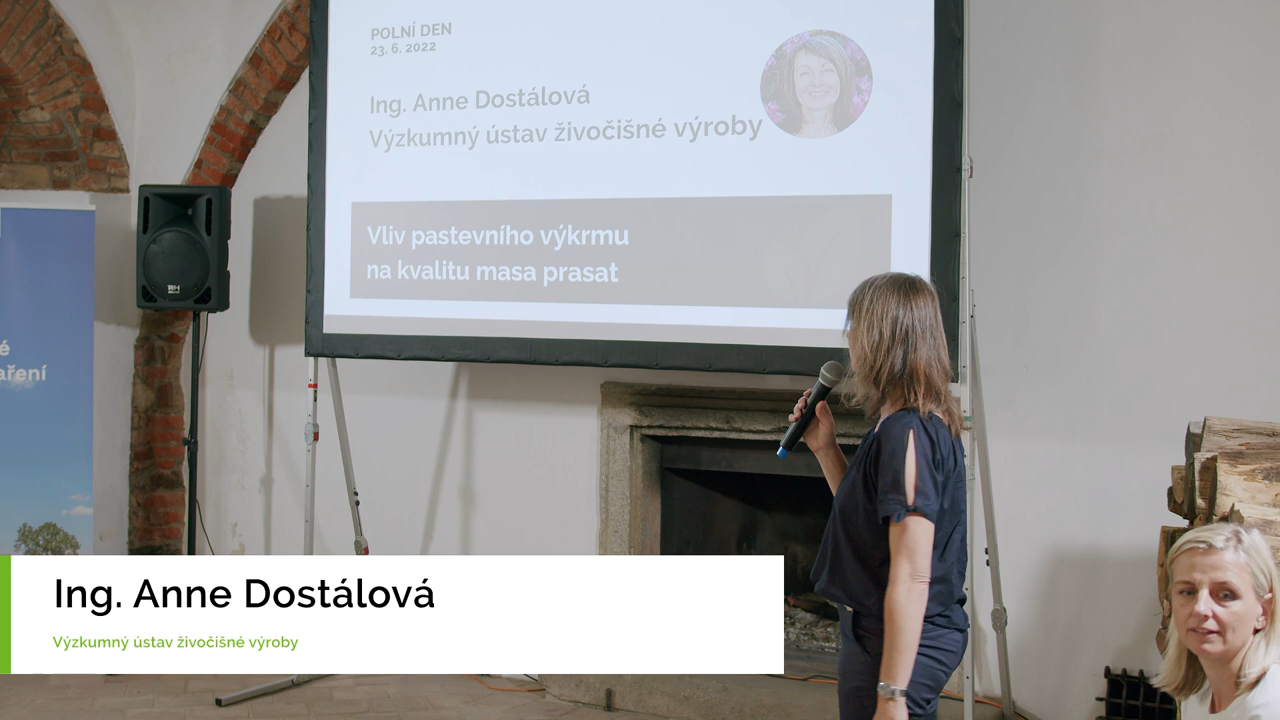 POLNÍ DEN
23. 6. 2022
Ing. Anne Dostálová
Výzkumný ústav živočišné výroby
Vliv pastevního výkrmu
na kvalitu masa prasat
é
aření
Ing. Anne Dostálová
Výzkumný ústav živočišné výroby